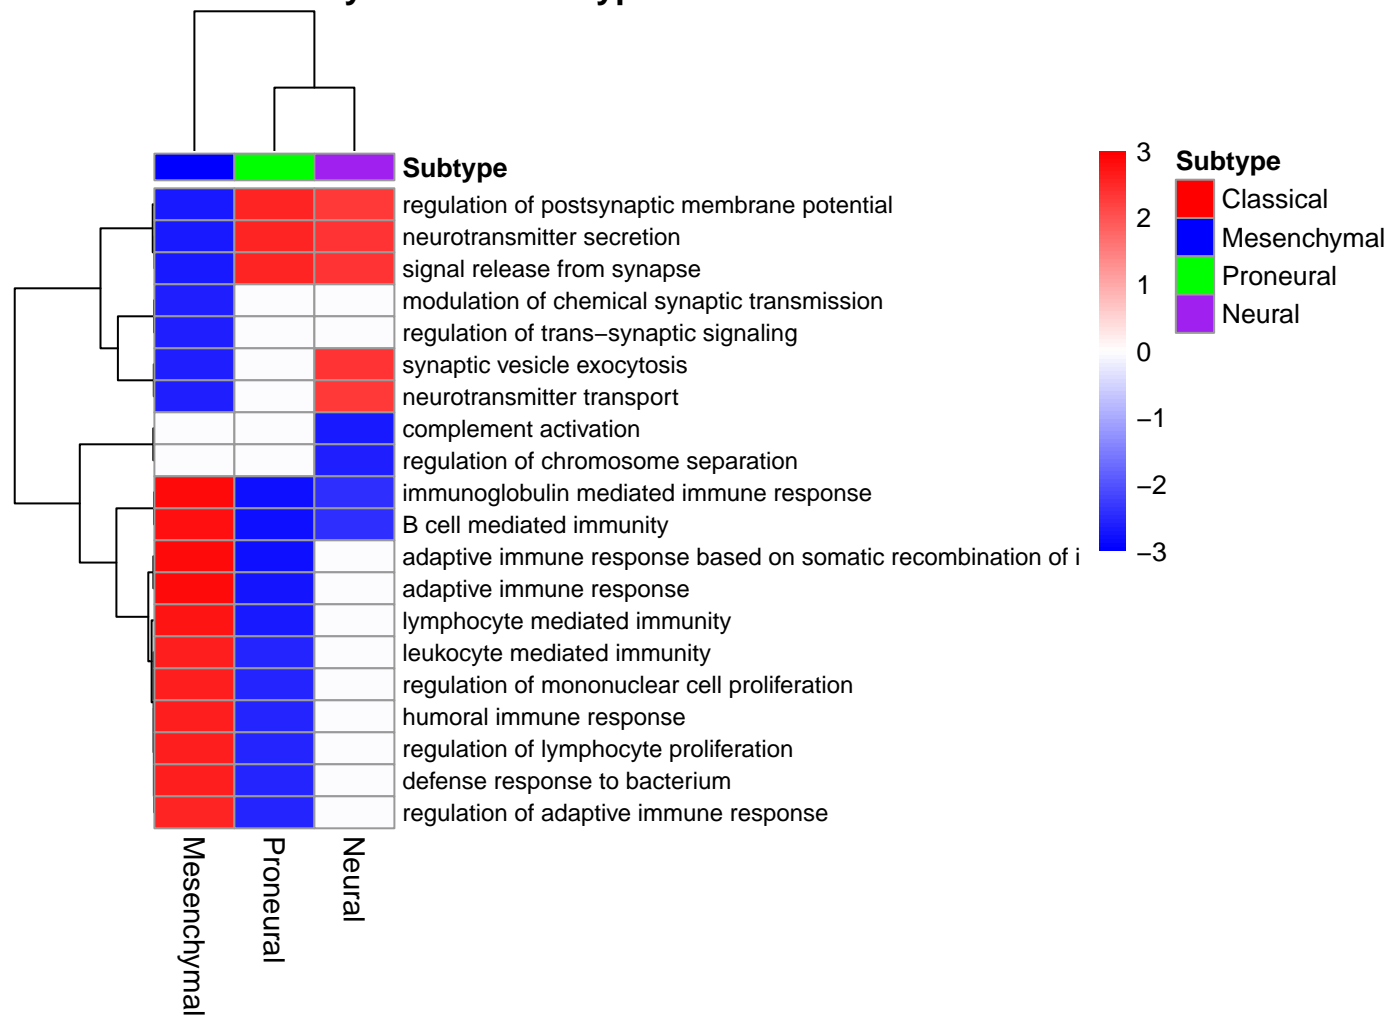 Subtype
regulation of postsynaptic membrane potential
neurotransmitter secretion
signal release from synapse
modulation of chemical synaptic transmission
regulation of trans−synaptic signaling
synaptic vesicle exocytosis
neurotransmitter transport
complement activation
regulation of chromosome separation
immunoglobulin mediated immune response
B cell mediated immunity
adaptive immune response based on somatic recombination of i
adaptive immune response
lymphocyte mediated immunity
leukocyte mediated immunity
regulation of mononuclear cell proliferation
humoral immune response
regulation of lymphocyte proliferation
defense response to bacterium
regulation of adaptive immune response
Mesenchymal
Proneural
Neural
3
2
1
0
−1
−2
−3
Subtype
Classical
Mesenchymal
Proneural
Neural